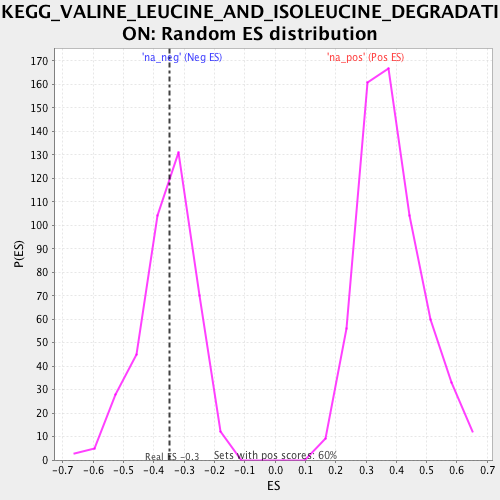 KEGG_VALINE_LEUCINE_AND_ISOLEUCINE_DEGRADATI
ON: Random ES distribution
'na_neg' (Neg ES)
'na_pos' (Pos ES)
170
160
150
140
130
120
110
100
90
80
70
60
50
40
30
20
10
0
P(ES)
Real ES -0.3
Sets with pos scores: 60%
-0.7 -0.6 -0.5 -0.4 -0.3 -0.2 -0.1 0.0 0.1 0.2 0.3 0.4 0.5 0.6 0.7
ES